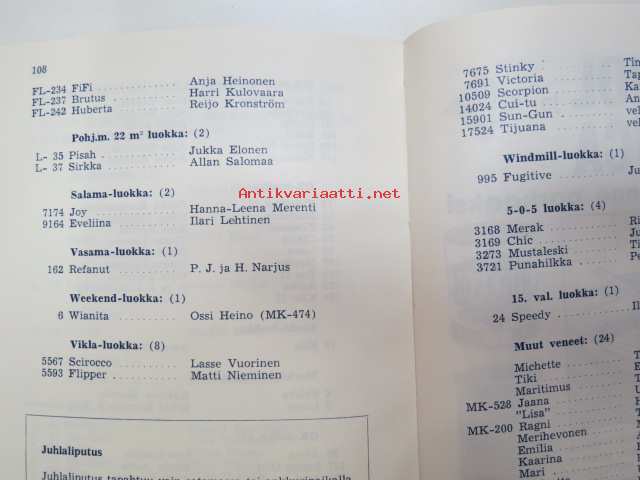 108
FL-234 FiFi . . . . . . . . . . . Anja Heinonen
FL-237 Brutus . . . . . . . . . . Harri Kulovaara
FL-242 Huberta . . . . . . . . . Reijo Kronström
Pohj.m. 22 m² luokka: (2)
L- 35 Pisah . . . . . . . . . . . Jukka Elonen
L- 37 Sirkka . . . . . . . . . . Allan Salomaa
Salama-luokka: (2)
7174 Joy . . . . . . . . . . . . Hanna-Leena Merenti
9164 Eveliina . . . . . . . . . Ilari Lehtinen
Vasama-luokka: (1)
162 Refanut . . . . . . . . . . P. J. ja H. Narjus
Weekend-luokka: (1)
6 Wianita . . . . . . . . . . . Ossi Heino (MK-474)
Vikla-luokka: (8)
5567 Scirocco . . . . . . . . . Lasse Vuorinen
5593 Flipper . . . . . . . . . . Matti Nieminen
Juhlaliputus
Juhlaliputus tapahtuu vain satamassa tai ankkuripaikalla
Antikvariaatti.net
7675 Stinky
7691 Victoria
10509 Scorpion
14024 Cui-tu
15901 Sun-Gun
17524 Tijuana
Windmill-luokka: (1)
995 Fugitive
5-0-5 luokka: (4)
3168 Merak
3169 Chic
3273 Mustaleski
3721 Punahilkka
15. val. luokka: (1)
24 Speedy
Muut veneet: (24)
Michette
Tiki
Maritimus
MK-528 Jaana
"Lisa"
MK-200 Ragni
Merihevonen
Emilia
Kaarina
Mari